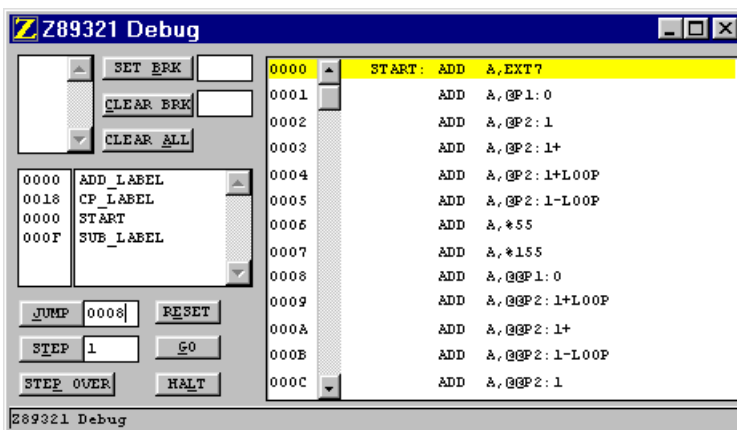 Z Z89321 Debug
SET BRK
CLEAR BRK
CLEAR ALL
0000 ADD_LABEL
0018 CP_LABEL
0000 START
000F SUB_LABEL
JUMP 0008 RESET
STEP 1 GO
STEP OVER HALT
0000 START: ADD A,EXT7
0001 ADD A,@P1:0
0002 ADD A,@P2:1
0003 ADD A,@P2:1+
0004 ADD A,@P2:1+LOOP
0005 ADD A,@P2:1-LOOP
0006 ADD A,%55
0007 ADD A,%155
0008 ADD A,@@P1:0
0009 ADD A,@@P2:1+LOOP
000A ADD A,@@P2:1+
000B ADD A,@@P2:1-LOOP
000C ADD A,@@P2:1
Z89321 Debug